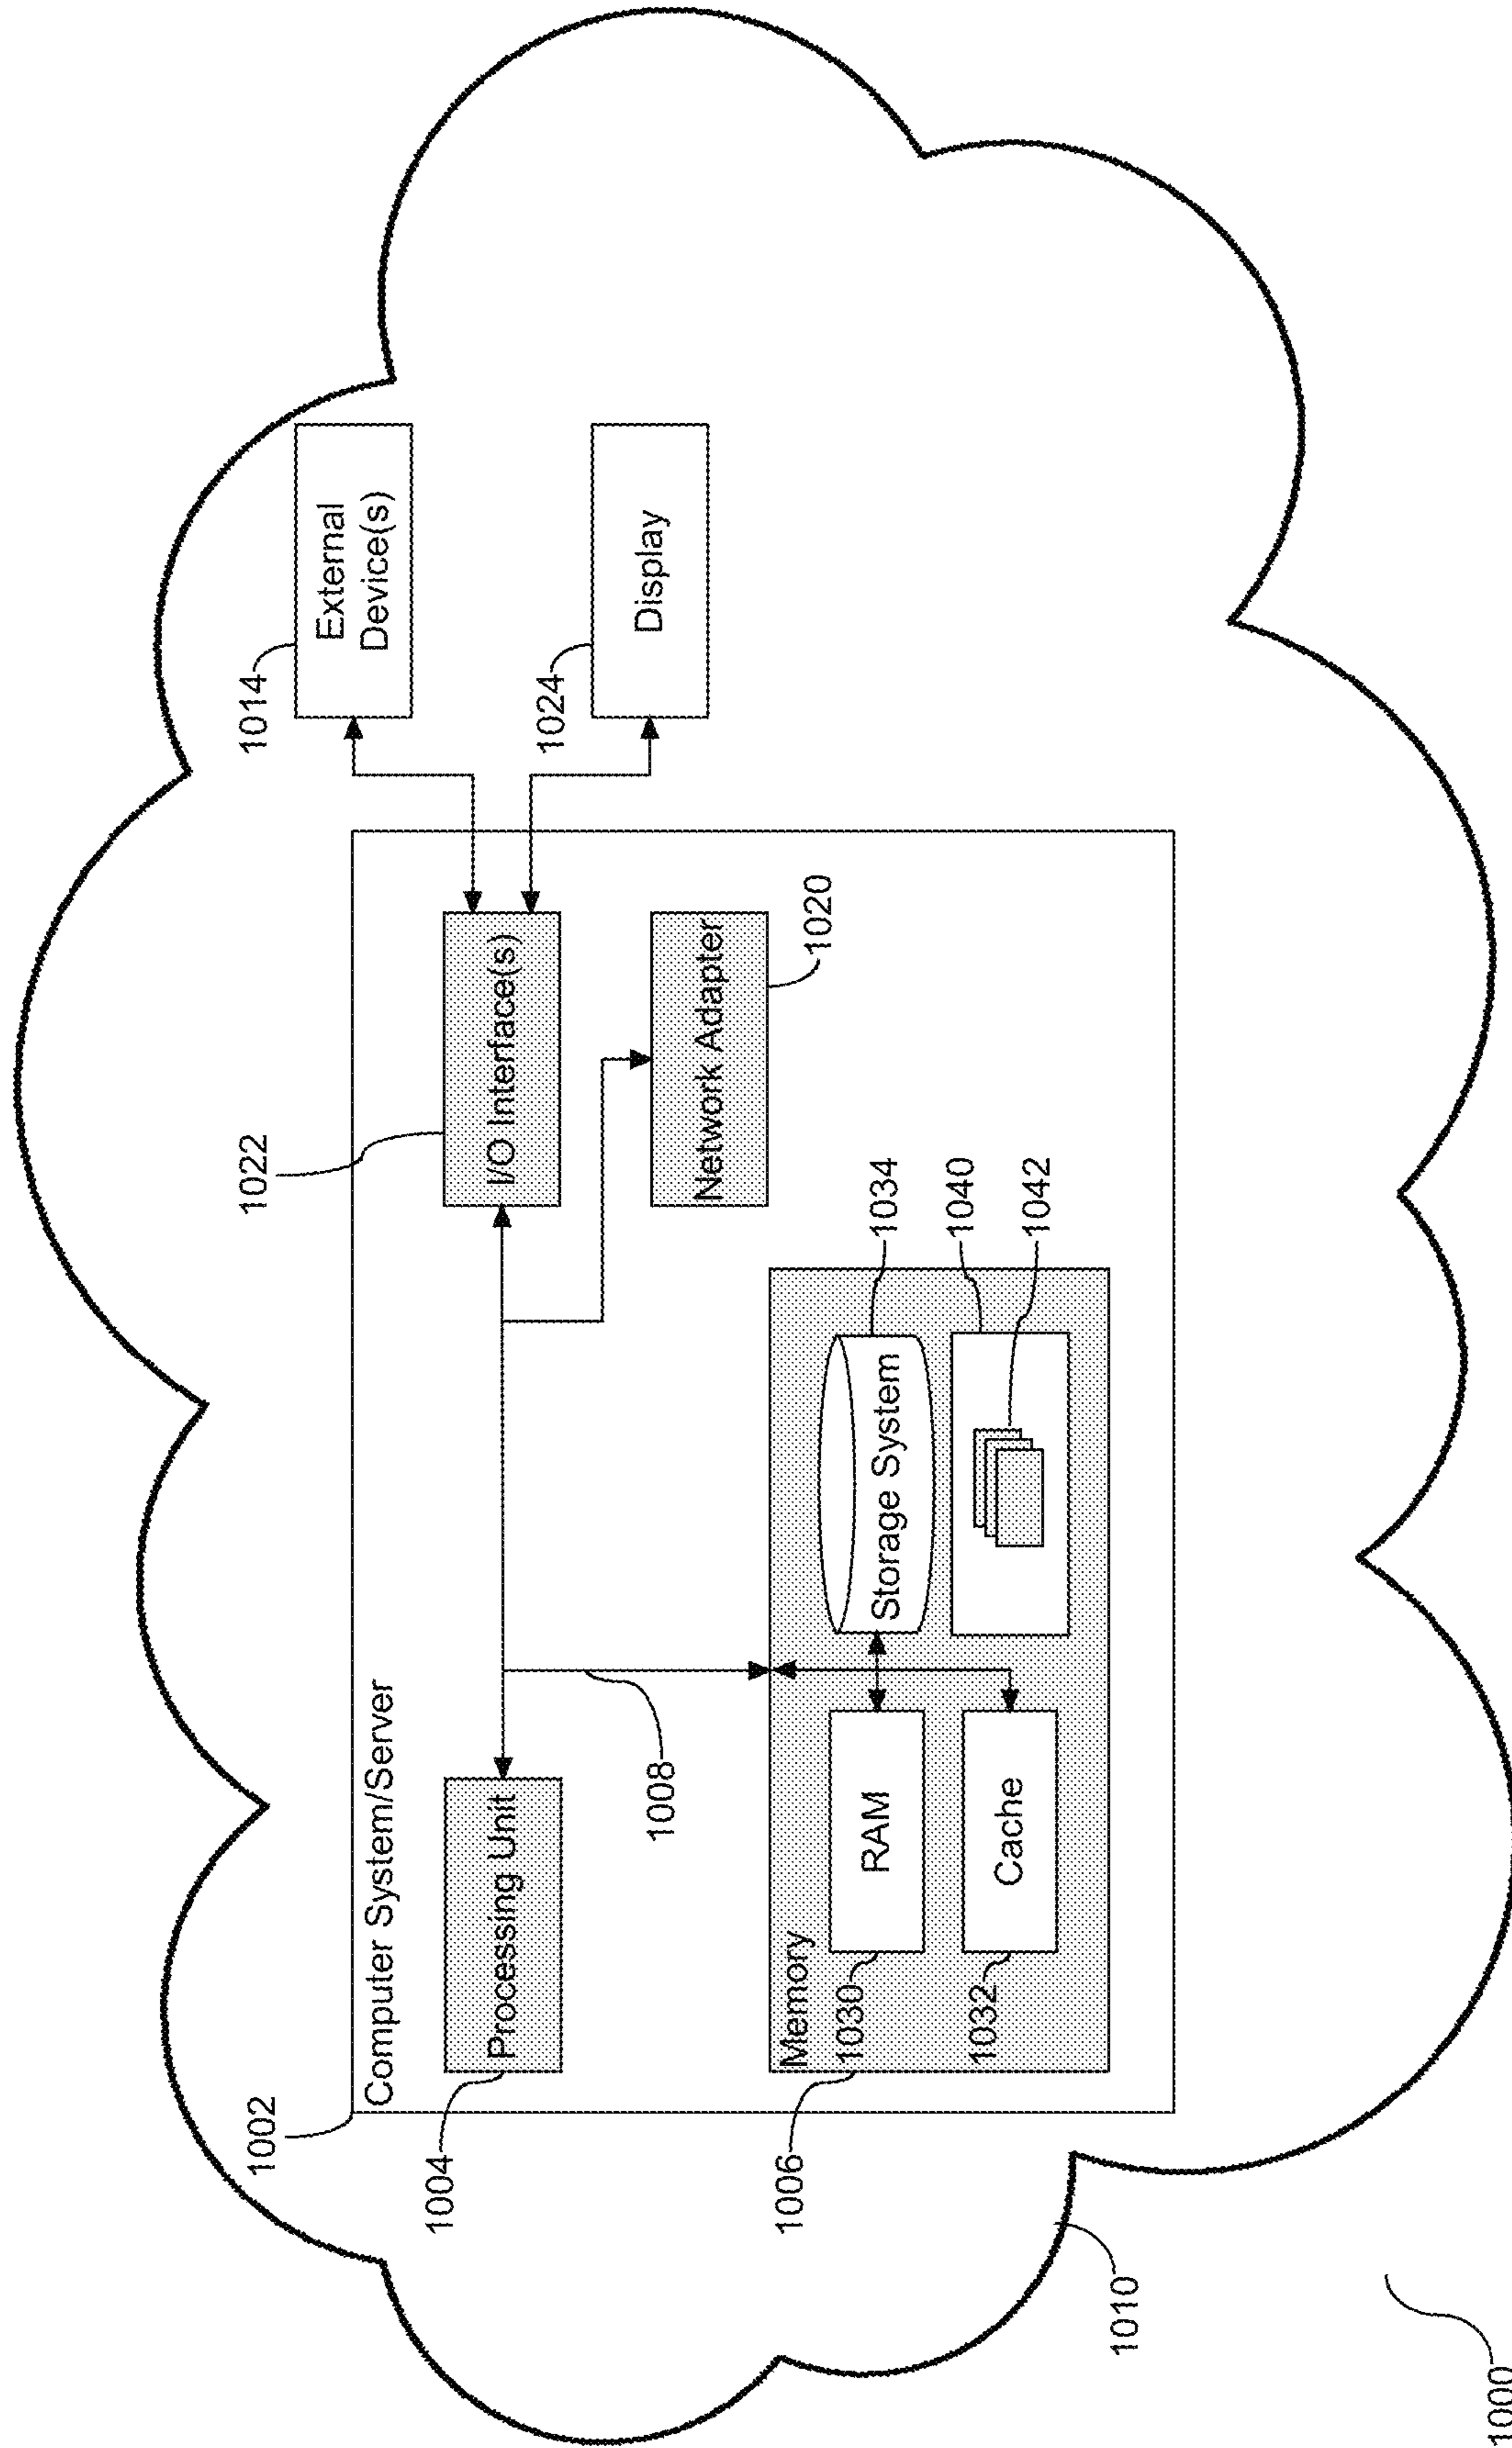 1002
Computer System/Server
1004
Processing Unit
1022
I/O Interface(s)
1014
External
Device(s)
1024
Display
Network Adapter
1020
1008
1006
Memory
1030
RAM
1032
Cache
Storage System
1034
1040
1042
1010
1000